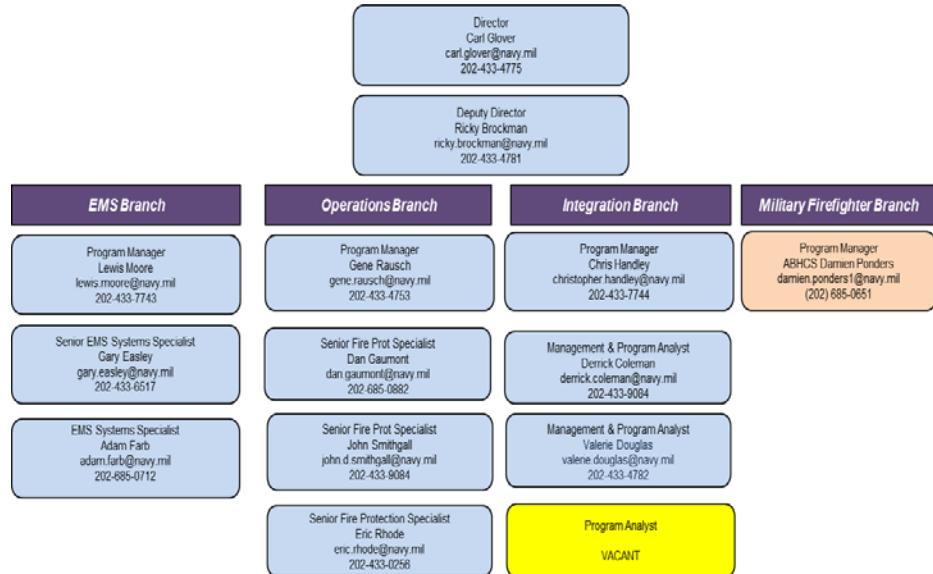 Director
Carl Glover
carl.glover@navy.mil
202-433-4775
Deputy Director
Ricky Brockman
ricky.brockman@navy.mil
202-433-4781
EMS Branch
Program Manager
Lewis Moore
lewis.moore@navy.mil
202-433-7743
Senior EMS Systems Specialist
Gary Easley
gary.easley@navy.mil
202-433-6517
EMS Systems Specialist
Adam Farb
adam.farb@navy.mil
202-685-0712
Operations Branch
Program Manager
Gene Rausch
gene.rausch@navy.mil
202-433-4753
Senior Fire Prot Specialist
Dan Gaumont
dan.gaumont@navy.mil
202-685-0882
Senior Fire Prot Specialist
John Smithgall
john.d.smithgall@navy.mil
202-433-9084
Senior Fire Protection Specialist
Eric Rhode
eric.rhode@navy.mil
202-433-0256
Integration Branch
Program Manager
Chris Handley
christopher.handley@navy.mil
202-433-7744
Management & Program Analyst
Derrick Coleman
derrick.coleman@navy.mil
202-433-9084
Management & Program Analyst
Valerie Douglas
valerie.douglas@navy.mil
202-433-4782
Program Analyst
VACANT
Military Firefighter Branch
Program Manager
ABHCS Damien Ponders
damien.ponders1@navy.mil
(202) 685-0651